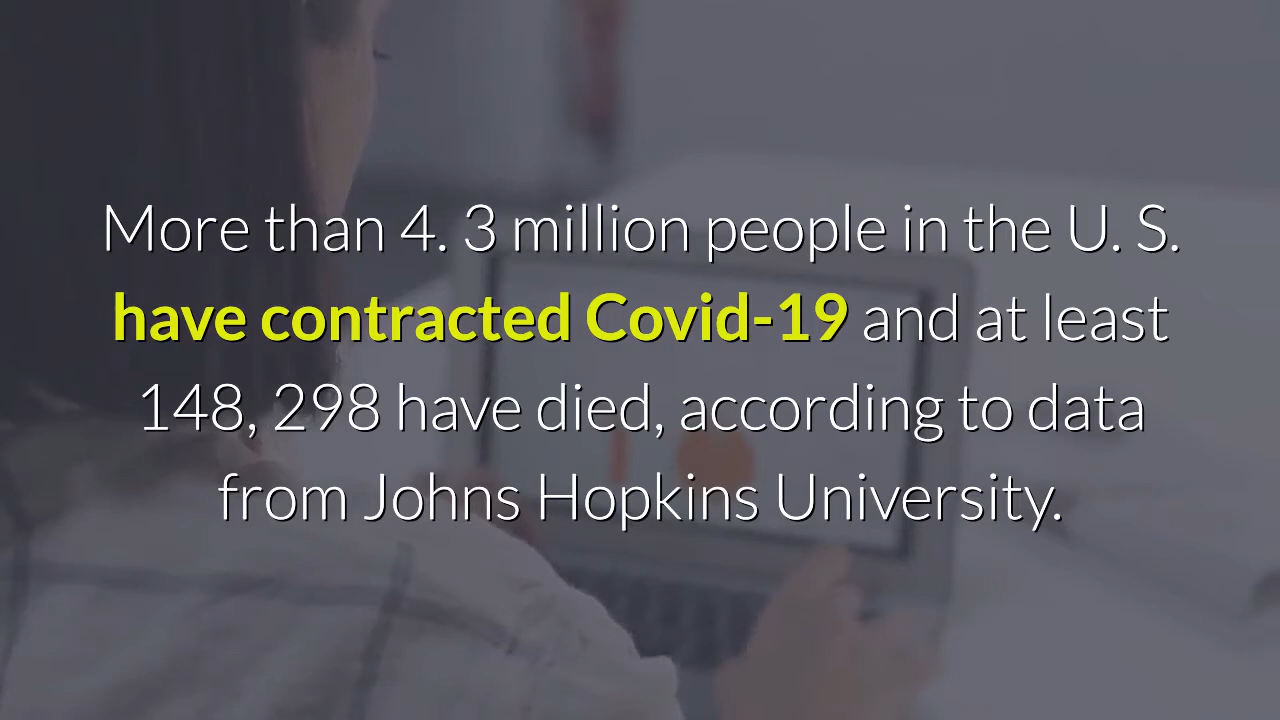 More than 4. 3 million people in the U. S.
have contracted Covid-19 and at least
148, 298 have died, according to data
from Johns Hopkins University.